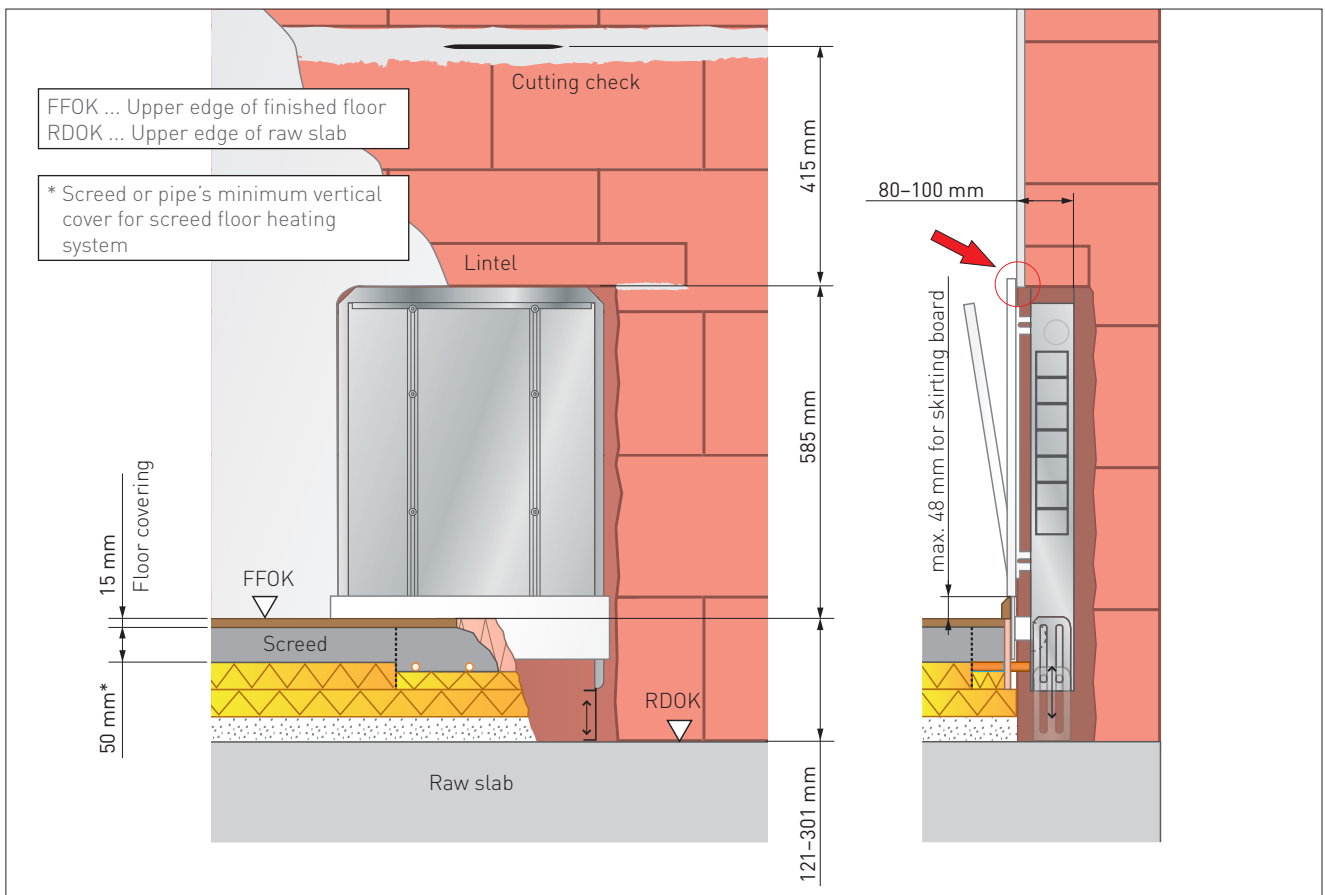 Cutting check
FFOK ... Upper edge of finished floor
RDOK ... Upper edge of raw slab
415 mm
* Screed or pipe's minimum vertical
cover for screed floor heating
system
80–100 mm
Lintel
585 mm
max. 48 mm for skirting board
15 mm
Floor covering
FFOK
Screed
50 mm*
RDOK
Raw slab
121–301 mm